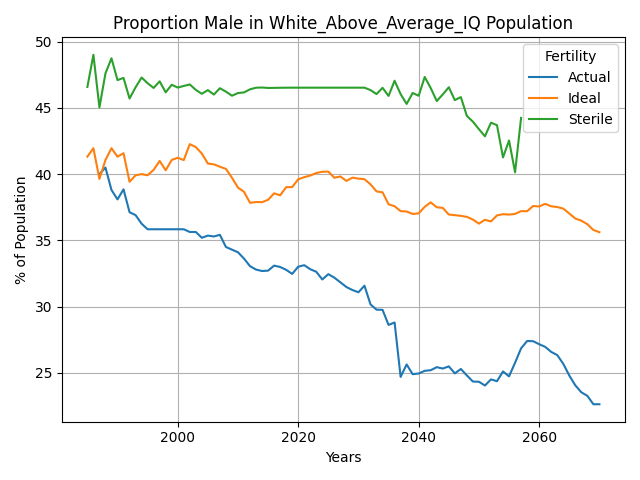 Proportion Male in White_Above_Average_IQ Population
% of Population
50
45
40
35
30
25
Fertility
Actual
Ideal
Sterile
2000
2020
2040
2060
Years